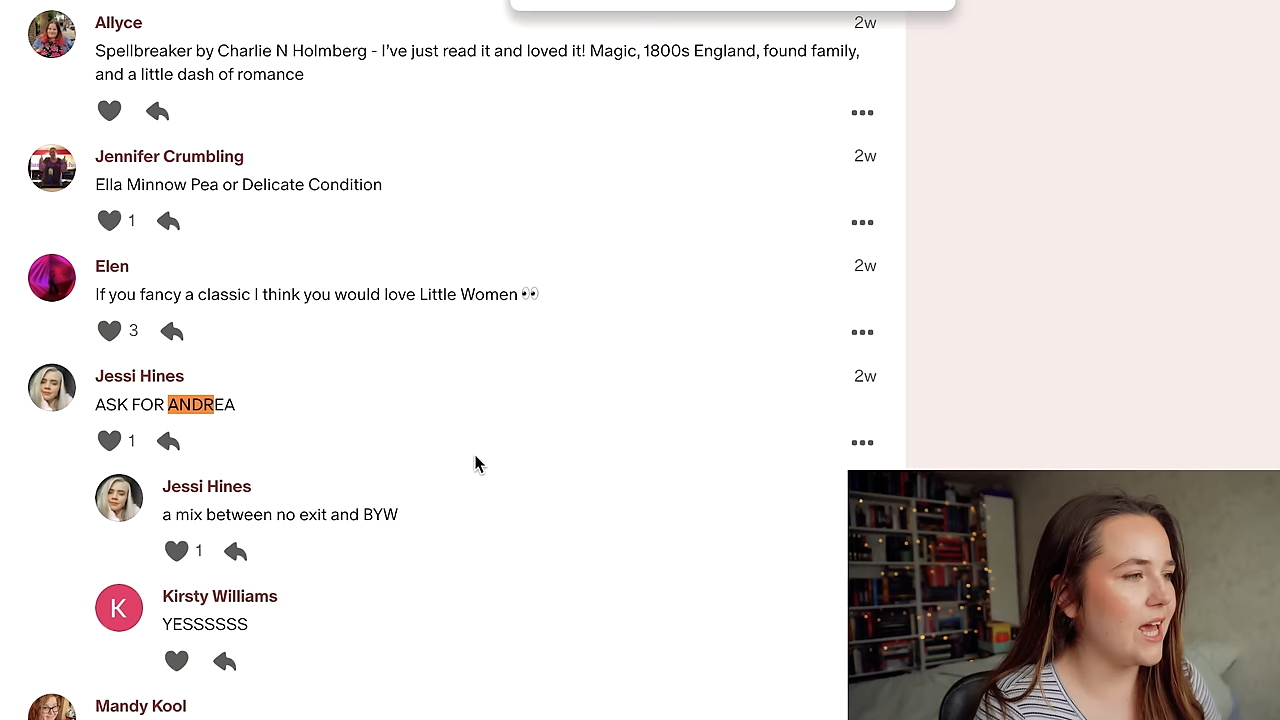 Allyce
2w
Spellbreaker by Charlie N Holmberg - I've just read it and loved it! Magic, 1800s England, found family,
and a little dash of romance
Jennifer Crumbling
2w
Ella Minnow Pea or Delicate Condition
1
Elen
2w
If you fancy a classic I think you would love Little Women 👀
3
Jessi Hines
2w
ASK FOR ANDREA
1
Jessi Hines
a mix between no exit and BYW
1
K
Kirsty Williams
YESSSSSS
Mandy Kool